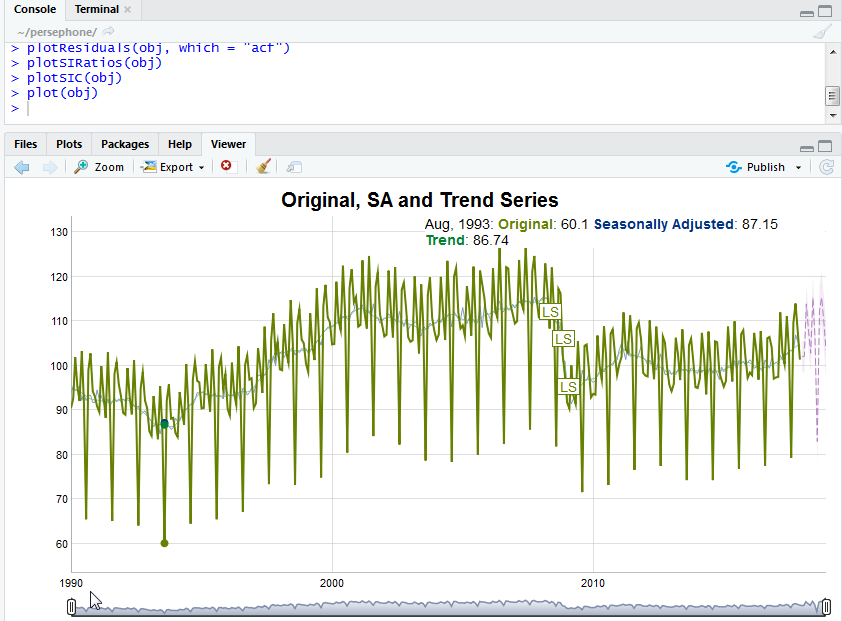 Console Terminal
~/persephone/
> plotResiduals(obj, which = "acf")
> plotSIRatios(obj)
> plotSIC(obj)
> plot(obj)
>
Files Plots Packages Help Viewer
Zoom Export Publish
Original, SA and Trend Series
Aug, 1993: Original: 60.1 Seasonally Adjusted: 87.15
Trend: 86.74
130
120
110
100
90
80
70
60
LS
LS
LS
1990 2000 2010